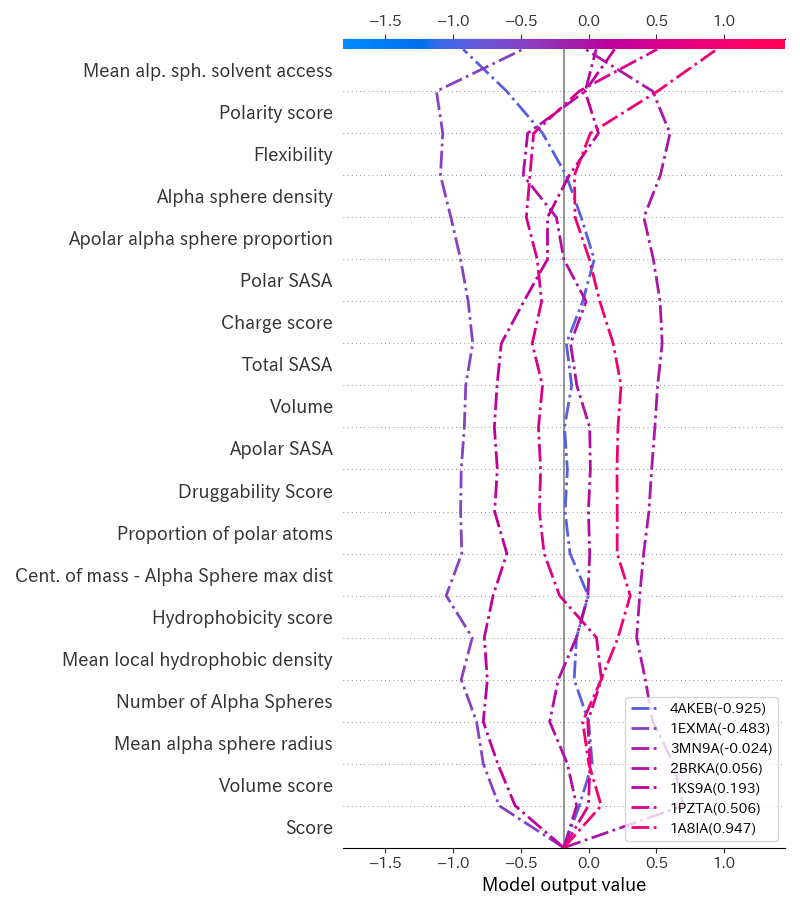 −1.5 −1.0 −0.5 0.0 0.5 1.0
Mean alp. sph. solvent access
Polarity score
Flexibility
Alpha sphere density
Apolar alpha sphere proportion
Polar SASA
Charge score
Total SASA
Volume
Apolar SASA
Druggability Score
Proportion of polar atoms
Cent. of mass - Alpha Sphere max dist
Hydrophobicity score
Mean local hydrophobic density
Number of Alpha Spheres
Mean alpha sphere radius
Volume score
Score
4AKEB(-0.925)
1EXMA(-0.483)
3MN9A(-0.024)
2BRKA(0.056)
1KS9A(0.193)
1PZTA(0.506)
1A8IA(0.947)
−1.5 −1.0 −0.5 0.0 0.5 1.0
Model output value